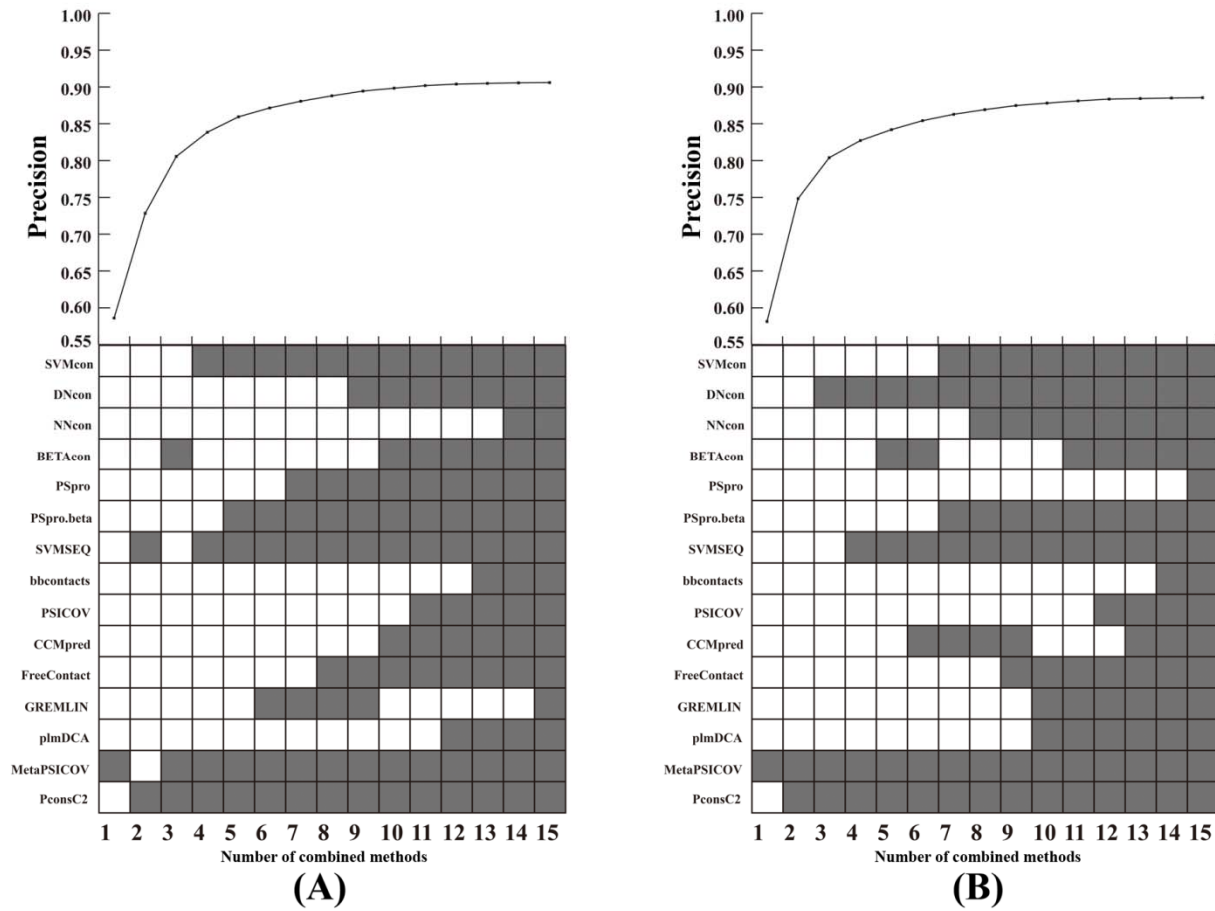 1.00
0.95
0.90
0.85
0.80
0.75
0.70
0.65
0.60
0.55
Precision
SVMcon
DNcon
NNcon
BETAcon
PSpro
PSpro.beta
SVMSEQ
bbcontacts
PSICOV
CCMpred
FreeContact
GREMLIN
plmDCA
MetaPSICOV
PconsC2
1 2 3 4 5 6 7 8 9 10 11 12 13 14 15
Number of combined methods
(A)
1.00
0.95
0.90
0.85
0.80
0.75
0.70
0.65
0.60
0.55
Precision
SVMcon
DNcon
NNcon
BETAcon
PSpro
PSpro.beta
SVMSEQ
bbcontacts
PSICOV
CCMpred
FreeContact
GREMLIN
plmDCA
MetaPSICOV
PconsC2
1 2 3 4 5 6 7 8 9 10 11 12 13 14 15
Number of combined methods
(B)